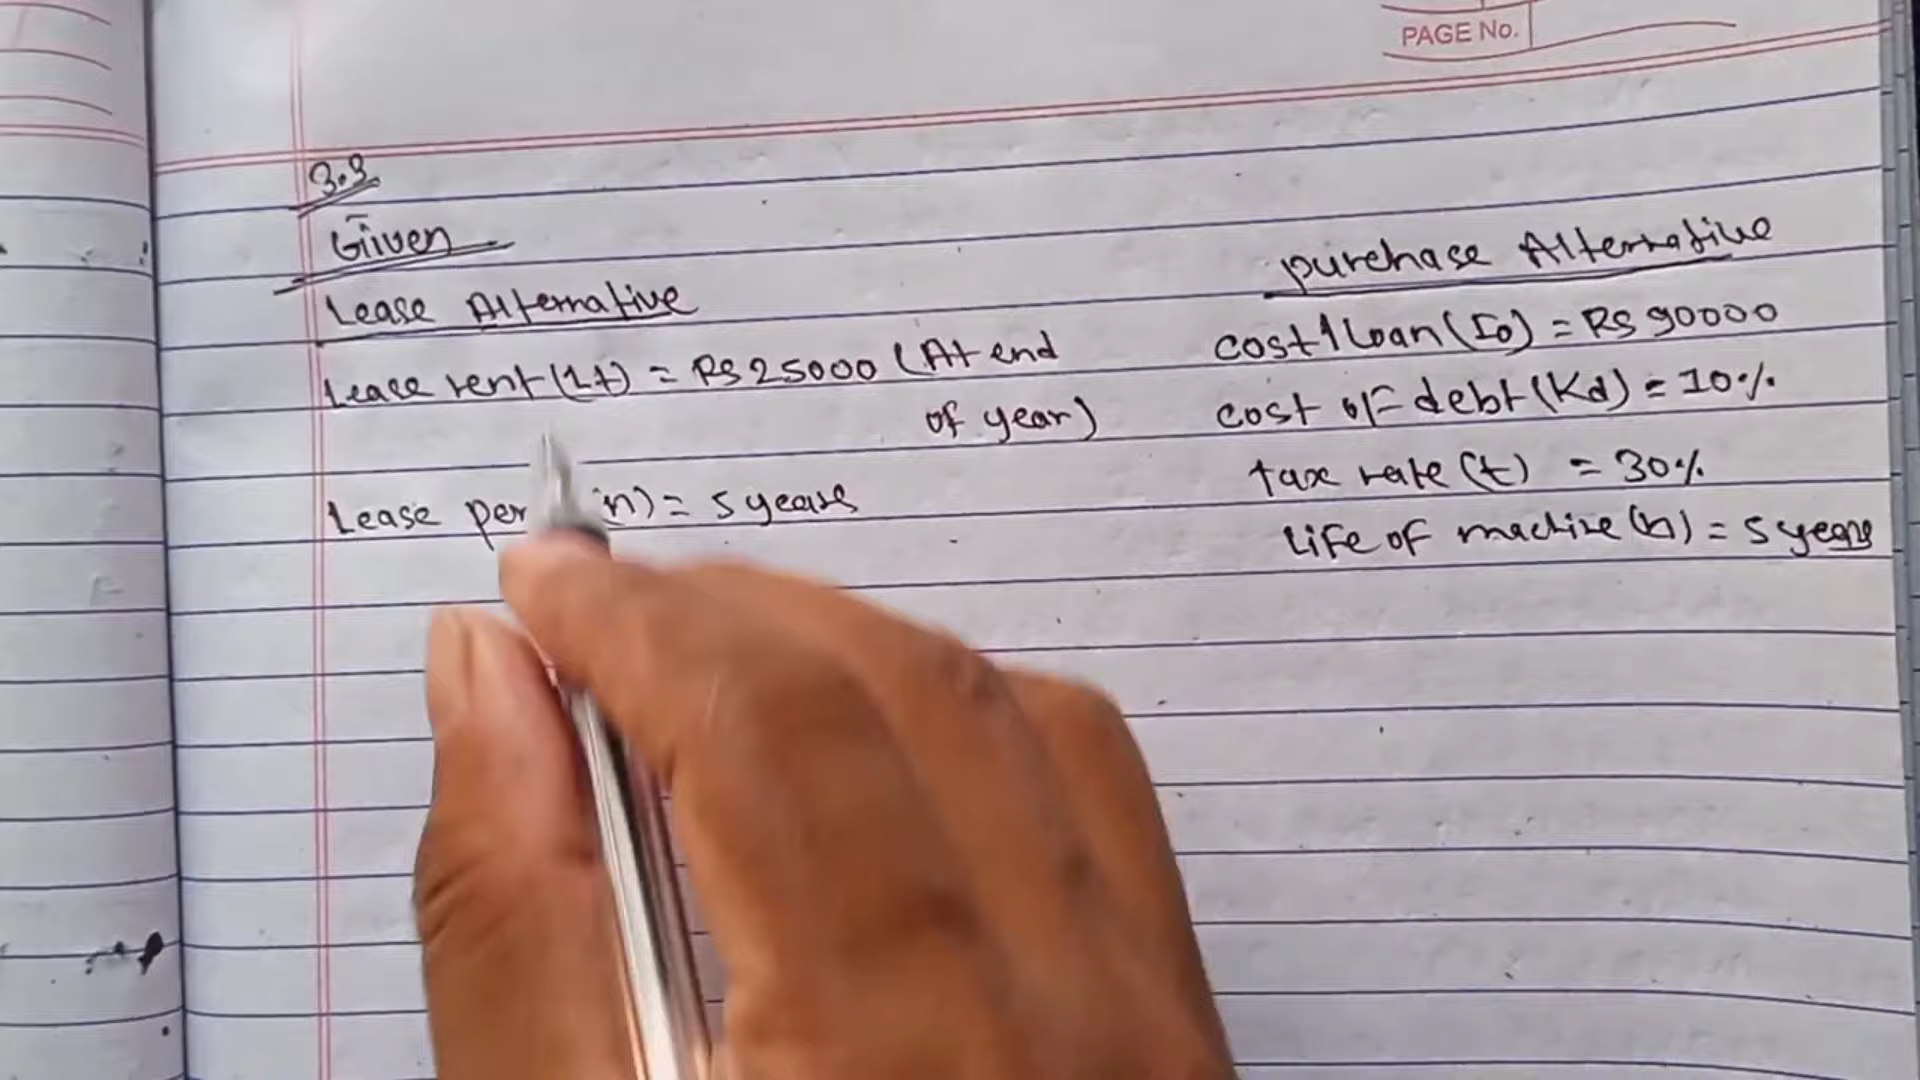 PAGE No.
3.3
Given
Lease Alternative
Lease rent (Lt) = RS 25000 (At end
of year)
Lease per (n) = 5 years
purchase Alternative
cost/Loan (I0) = RS 90000
cost of debt (Kd) = 10%
tax rate (t) = 30%
Life of machine (n) = 5 years